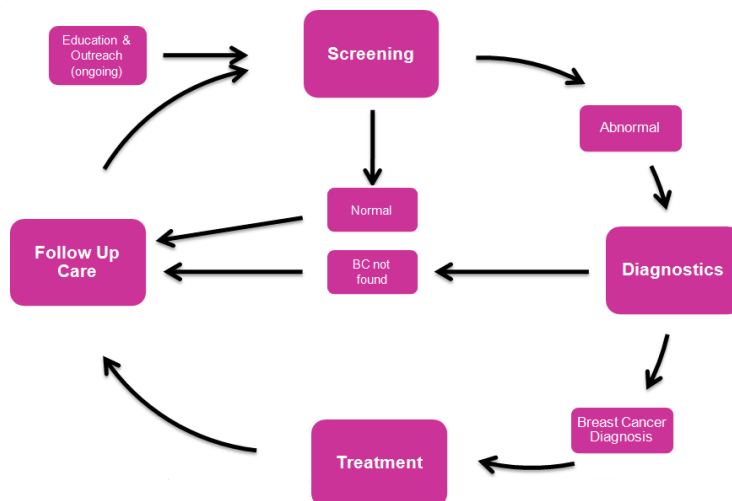 Education &
Outreach
(ongoing)
Screening
Abnormal
Normal
Follow Up
Care
BC not
found
Diagnostics
Breast Cancer
Diagnosis
Treatment